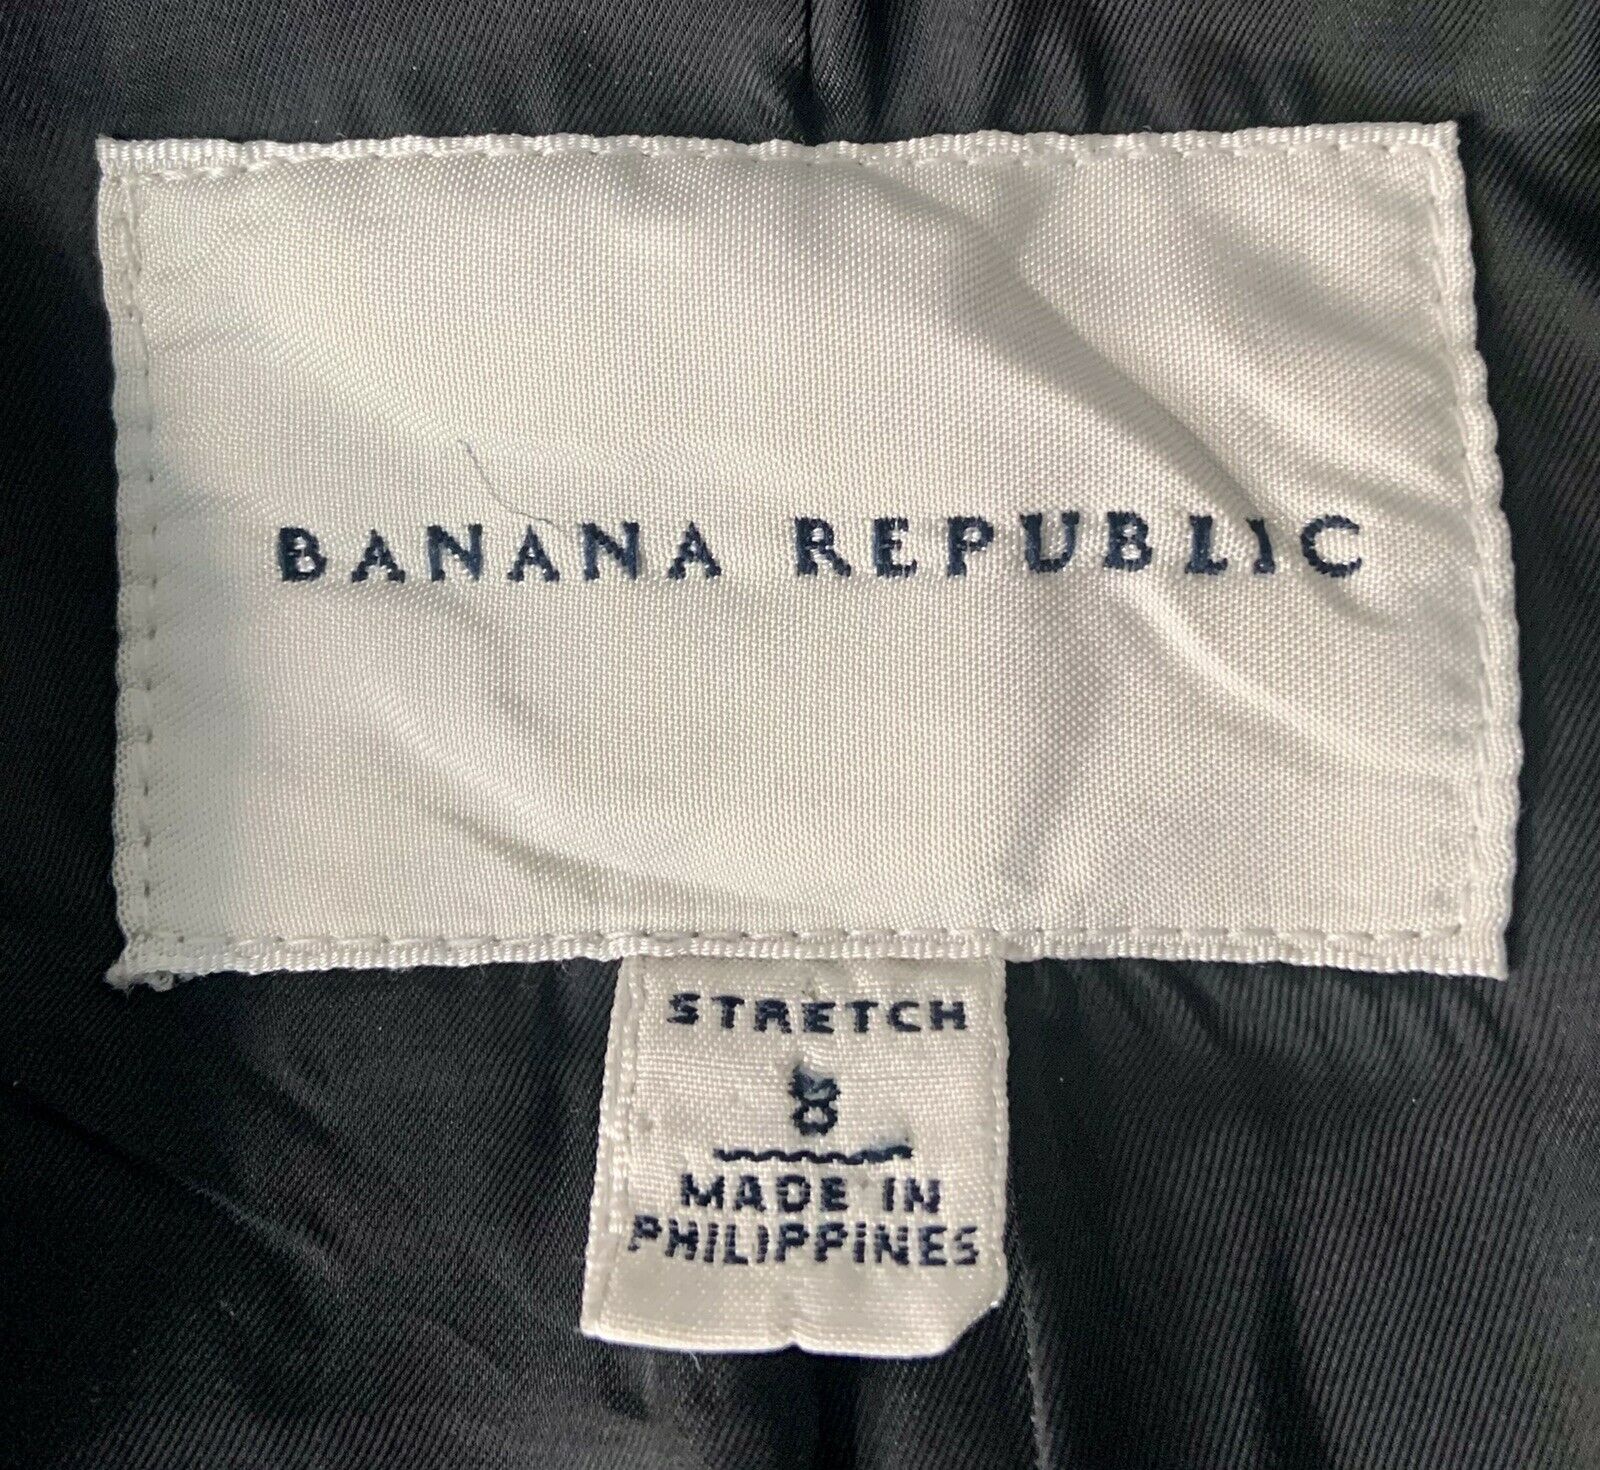 BANANA REPUBLIC
STRETCH
8
MADE IN
PHILIPPINES